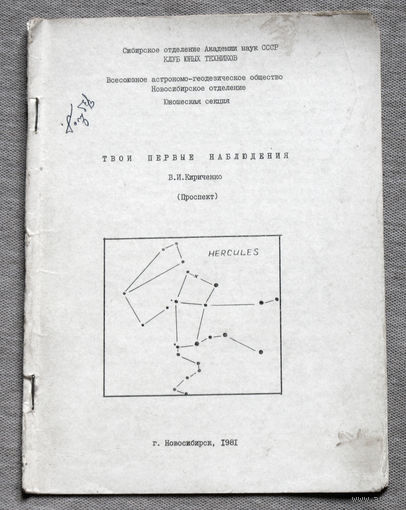 Сибирское отделение Академии наук СССР
КЛУБ ЮНЫХ ТЕХНИКОВ
Всесоюзное астрономо-геодезическое общество
Новосибирское отделение
Юношеская секция
ТВОИ ПЕРВЫЕ НАБЛЮДЕНИЯ
В.И.Кириченко
(Проспект)
HERCULES
г. Новосибирск, 1981